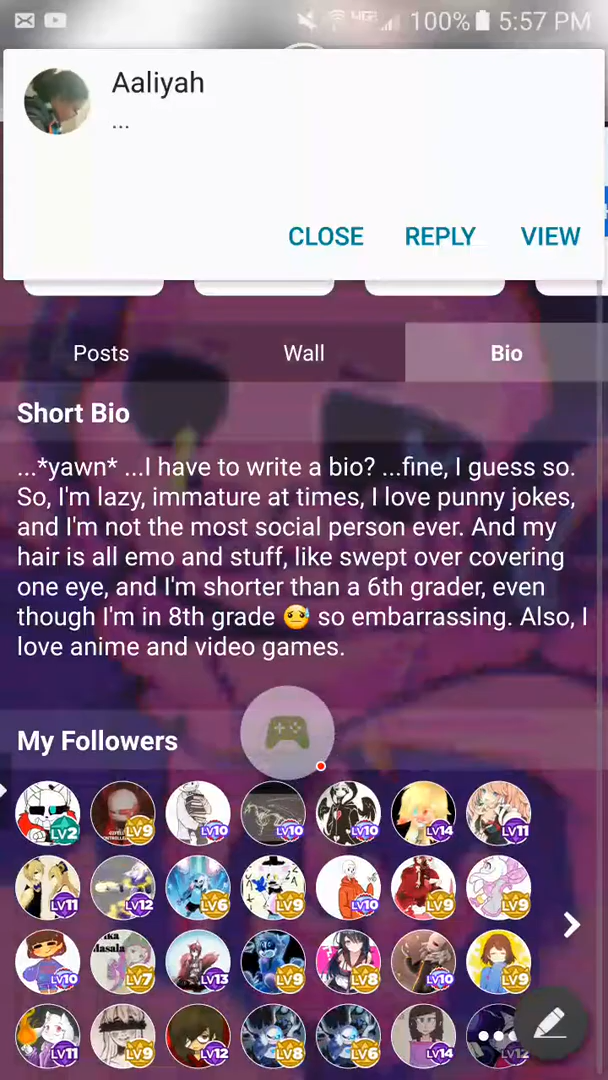 100% 5:57 PM
Aaliyah
...
CLOSE REPLY VIEW
Posts Wall Bio
Short Bio
...*yawn* ...I have to write a bio? ...fine, I guess so.
So, I'm lazy, immature at times, I love punny jokes,
and I'm not the most social person ever. And my
hair is all emo and stuff, like swept over covering
one eye, and I'm shorter than a 6th grader, even
though I'm in 8th grade 😓 so embarrassing. Also, I
love anime and video games.
My Followers
LV2 LV9 LV10 LV10 LV10 LV14 LV11
LV11 LV12 LV6 LV9 LV10 LV9 LV9
LV10 LV7 LV13 LV9 LV8 LV10 LV9
LV11 LV9 LV12 LV8 LV6 LV14 LV12